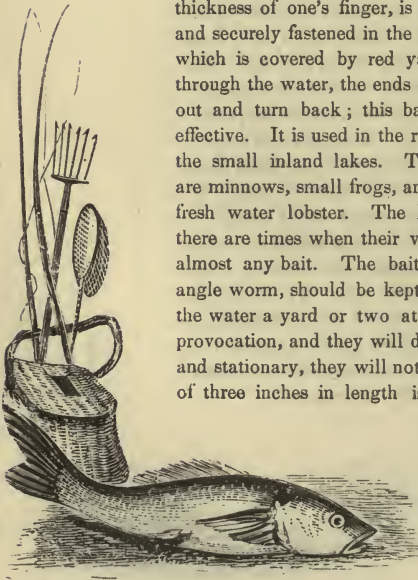 thickness of one's finger, is
and securely fastened in the
which is covered by red
through the water, the ends
out and turn back; this
effective. It is used in the
the small inland lakes.
are minnows, small frogs,
fresh water lobster. The
there are times when their
almost any bait. The bait
angle worm, should be kept
the water a yard or two at
provocation, and they will
and stationary, they will not
of three inches in length